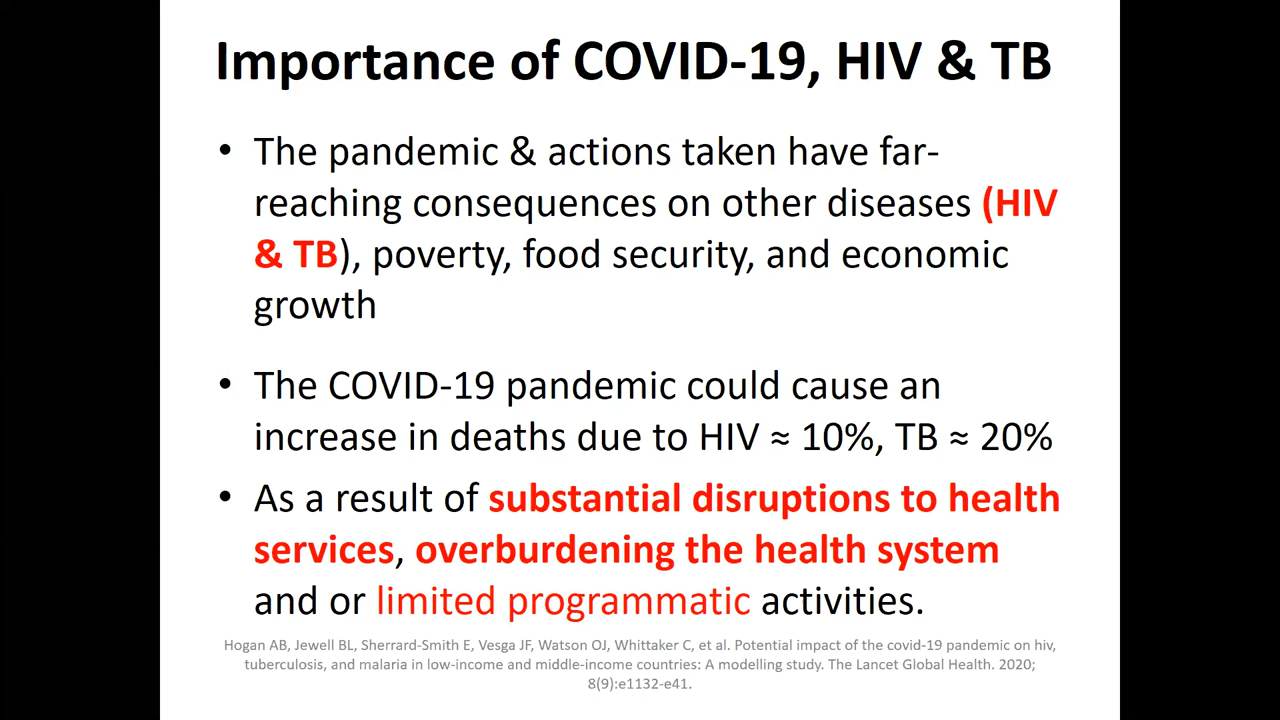 Importance of COVID-19, HIV & TB
• The pandemic & actions taken have far-
reaching consequences on other diseases (HIV
& TB), poverty, food security, and economic
growth
• The COVID-19 pandemic could cause an
increase in deaths due to HIV ≈ 10%, TB ≈ 20%
• As a result of substantial disruptions to health
services, overburdening the health system
and or limited programmatic activities.
Hogan AB, Jewell BL, Sherrard-Smith E, Vesga JF, Watson OJ, Whittaker C, et al. Potential impact of the covid-19 pandemic on hiv,
tuberculosis, and malaria in low-income and middle-income countries: A modelling study. The Lancet Global Health. 2020;
8(9):e1132-e41.